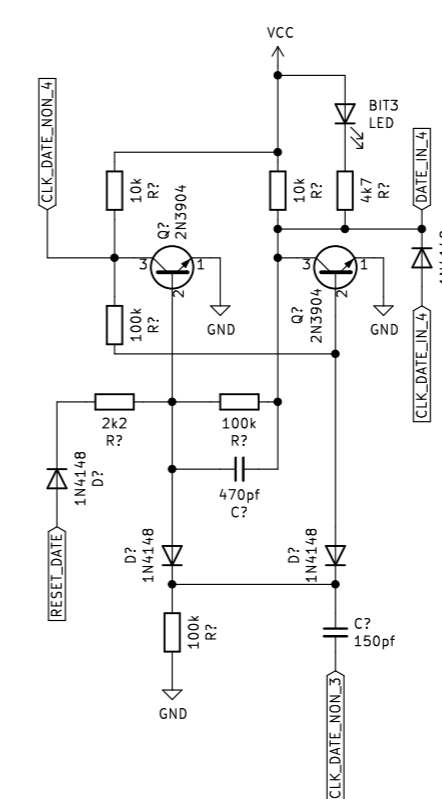 VCC
BIT3
LED
CLK_DATE_NON_4
DATE_IN_4
10k
R?
Q?
2N3904
10k
R?
4k7
R?
3
1
2
3
1
2
100k
R?
GND
Q?
2N3904
GND
CLK_DATE_IN_4
2k2
R?
100k
R?
1N4148
D?
470pf
C?
D?
1N4148
D?
1N4148
RESET_DATE
100k
R?
C?
150pf
GND
CLK_DATE_NON_3